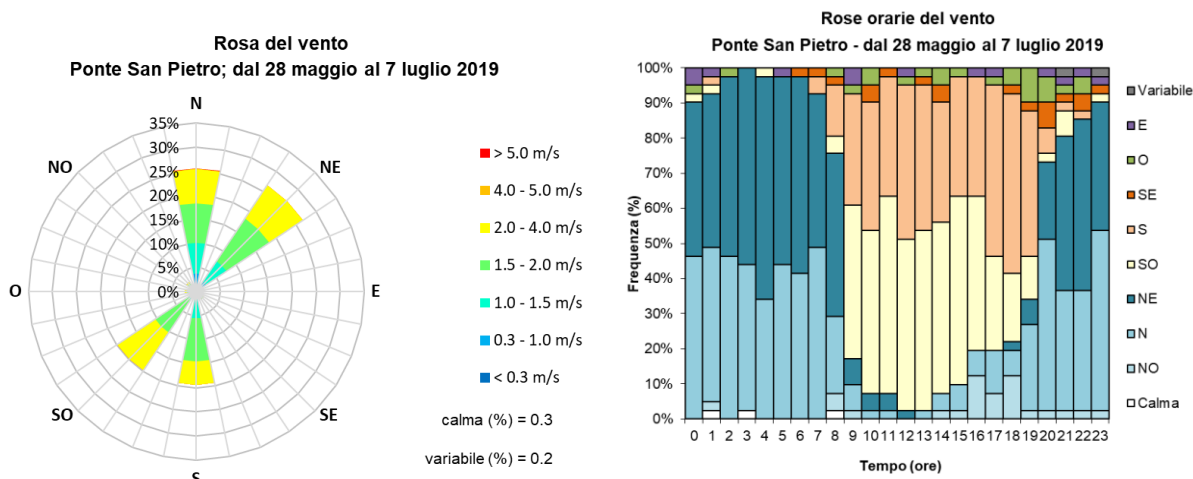 Rosa del vento
Ponte San Pietro; dal 28 maggio al 7 luglio 2019
N
NE
E
SE
S
SO
O
NO
35%
30%
25%
20%
15%
10%
5%
0%
> 5.0 m/s
4.0 - 5.0 m/s
2.0 - 4.0 m/s
1.5 - 2.0 m/s
1.0 - 1.5 m/s
0.3 - 1.0 m/s
< 0.3 m/s
calma (%) = 0.3
variabile (%) = 0.2
Rose orarie del vento
Ponte San Pietro - dal 28 maggio al 7 luglio 2019
Frequenza (%)
100%
90%
80%
70%
60%
50%
40%
30%
20%
10%
0%
0 1 2 3 4 5 6 7 8 9 10 11 12 13 14 15 16 17 18 19 20 21 22 23
Tempo (ore)
Variabile
E
O
SE
S
SO
NE
N
NO
Calma